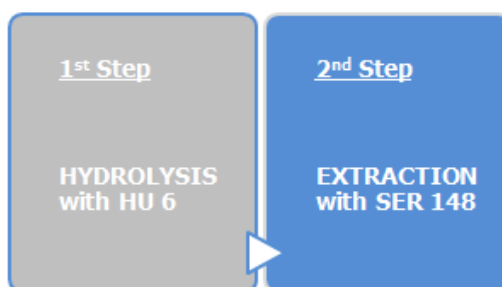 1st Step
HYDROLYSIS
with HU 6
2nd Step
EXTRACTION
with SER 148